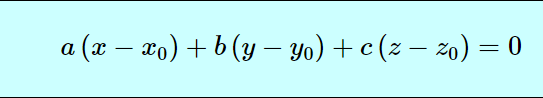 a (x − x₀) + b (y − y₀) + c (z − z₀) = 0